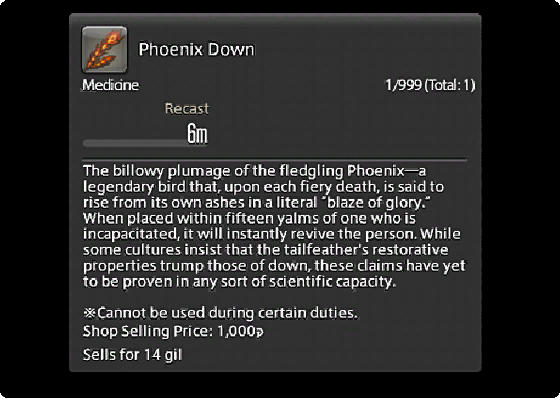 Phoenix Down
Medicine 1/999 (Total: 1)
Recast
6m
The billowy plumage of the fledgling Phoenix—a
legendary bird that, upon each fiery death, is said to
rise from its own ashes in a literal "blaze of glory."
When placed within fifteen yalms of one who is
incapacitated, it will instantly revive the person. While
some cultures insist that the tailfeather's restorative
properties trump those of down, these claims have yet
to be proven in any sort of scientific capacity.
※Cannot be used during certain duties.
Shop Selling Price: 1,000
Sells for 14 gil